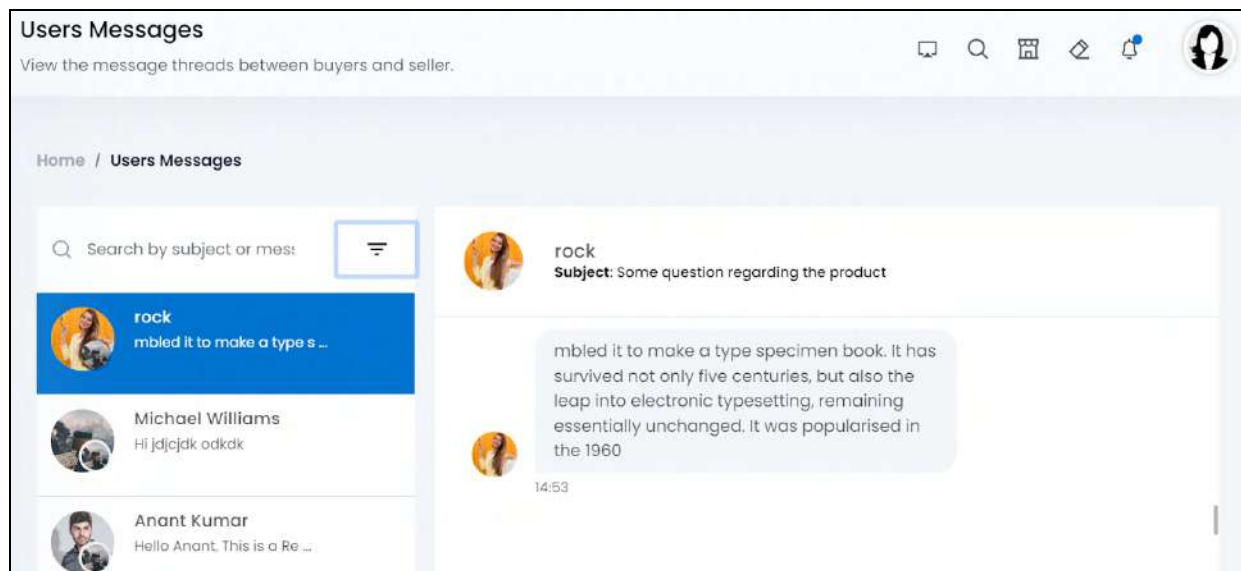 Users Messages
View the message threads between buyers and seller.
Home / Users Messages
Search by subject or mes
rock
mbled it to make a type s ...
Michael Williams
Hi jdjcjdk odkdk
Anant Kumar
Hello Anant, This is a Re ...
rock
Subject: Some question regarding the product
mbled it to make a type specimen book. It has
survived not only five centuries, but also the
leap into electronic typesetting, remaining
essentially unchanged. It was popularised in
the 1960
14:53